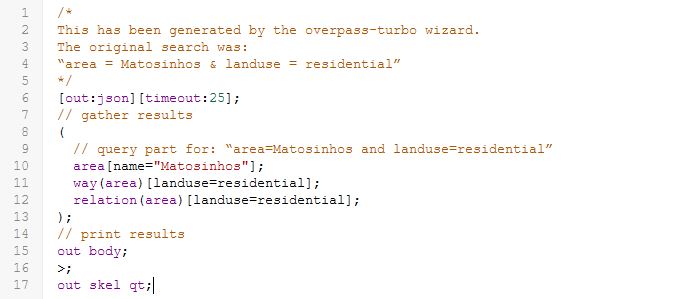 1 /*
2 This has been generated by the overpass-turbo wizard.
3 The original search was:
4 “area = Matosinhos & landuse = residential”
5 */
6 [out:json][timeout:25];
7 // gather results
8 (
9   // query part for: “area=Matosinhos and landuse=residential”
10   area[name="Matosinhos"];
11   way(area)[landuse=residential];
12   relation(area)[landuse=residential];
13 );
14 // print results
15 out body;
16 >;
17 out skel qt;